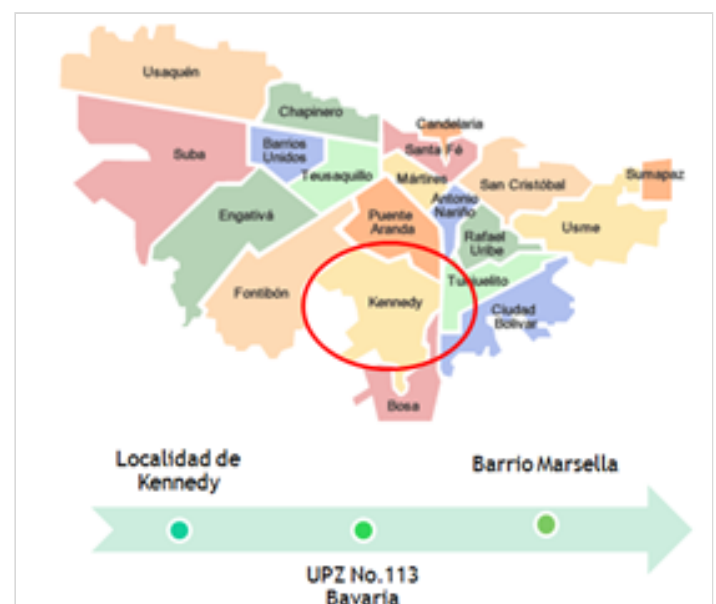 Usaquén
Chapinero
Candelaria
Suba
Barrios
Unidos
Santa Fé
Teusaquillo
Mártires
San Cristóbal
Sumapaz
Antonio
Nariño
Engativá
Puente
Aranda
Rafael
Uribe
Usme
Fontibón
Kennedy
Tunjuelito
Ciudad
Bolívar
Bosa
Localidad de
Kennedy
Barrio Marsella
UPZ No.113
Bavaria